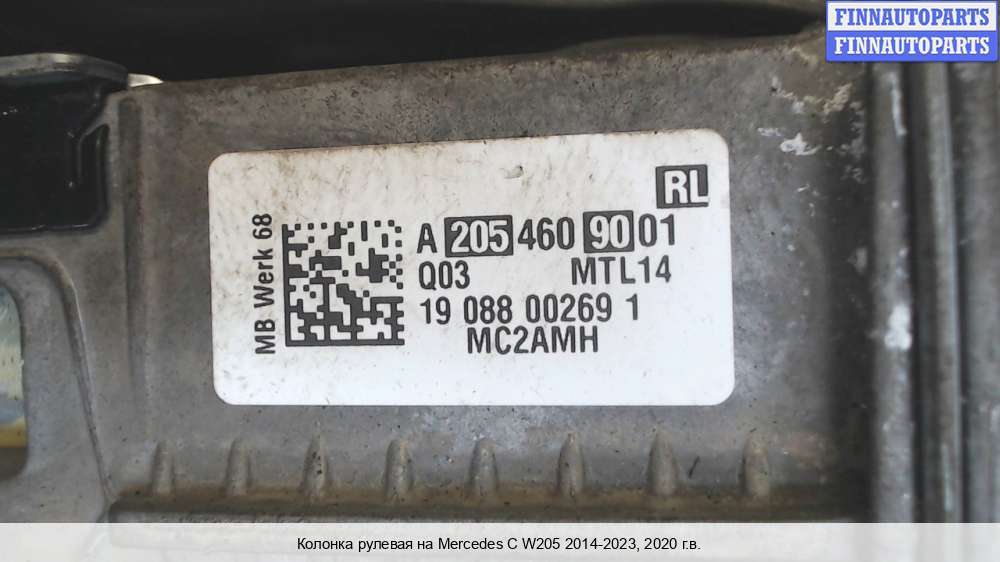 FINNAUTOPARTS
FINNAUTOPARTS
RL
MB Werk 68
A 205 460 90 01
Q03 MTL14
19 088 00269 1
MC2AMH
Колонка рулевая на Mercedes C W205 2014-2023, 2020 г.в.